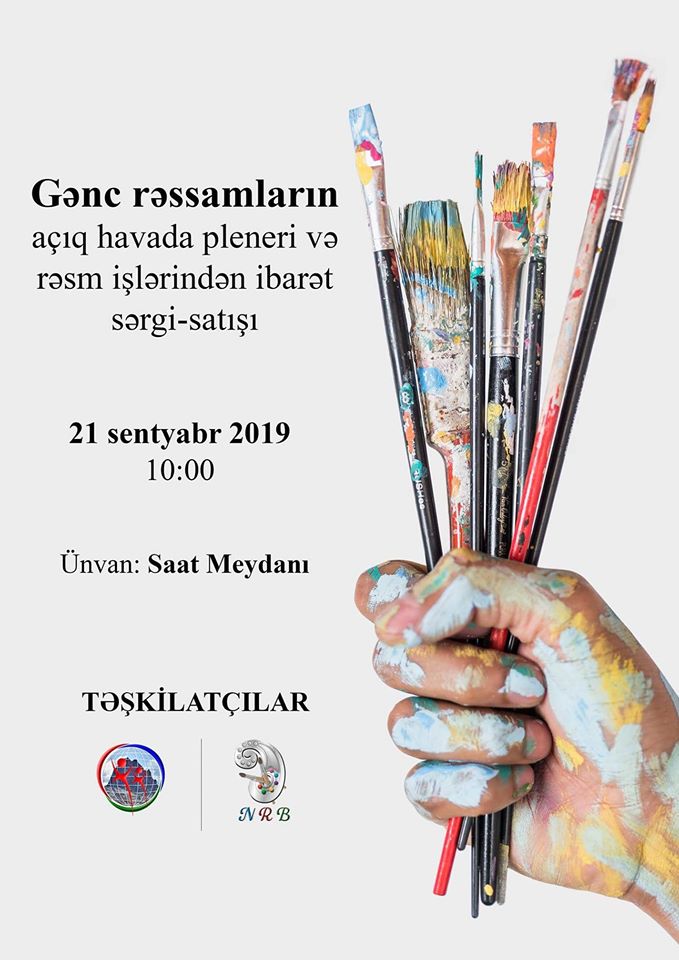 Gənc rəssamların
açıq havada pleneri və
rəsm işlərindən ibarət
sərgi-satışı
21 sentyabr 2019
10:00
Ünvan: Saat Meydanı
TƏŞKİLATÇILAR
NRB